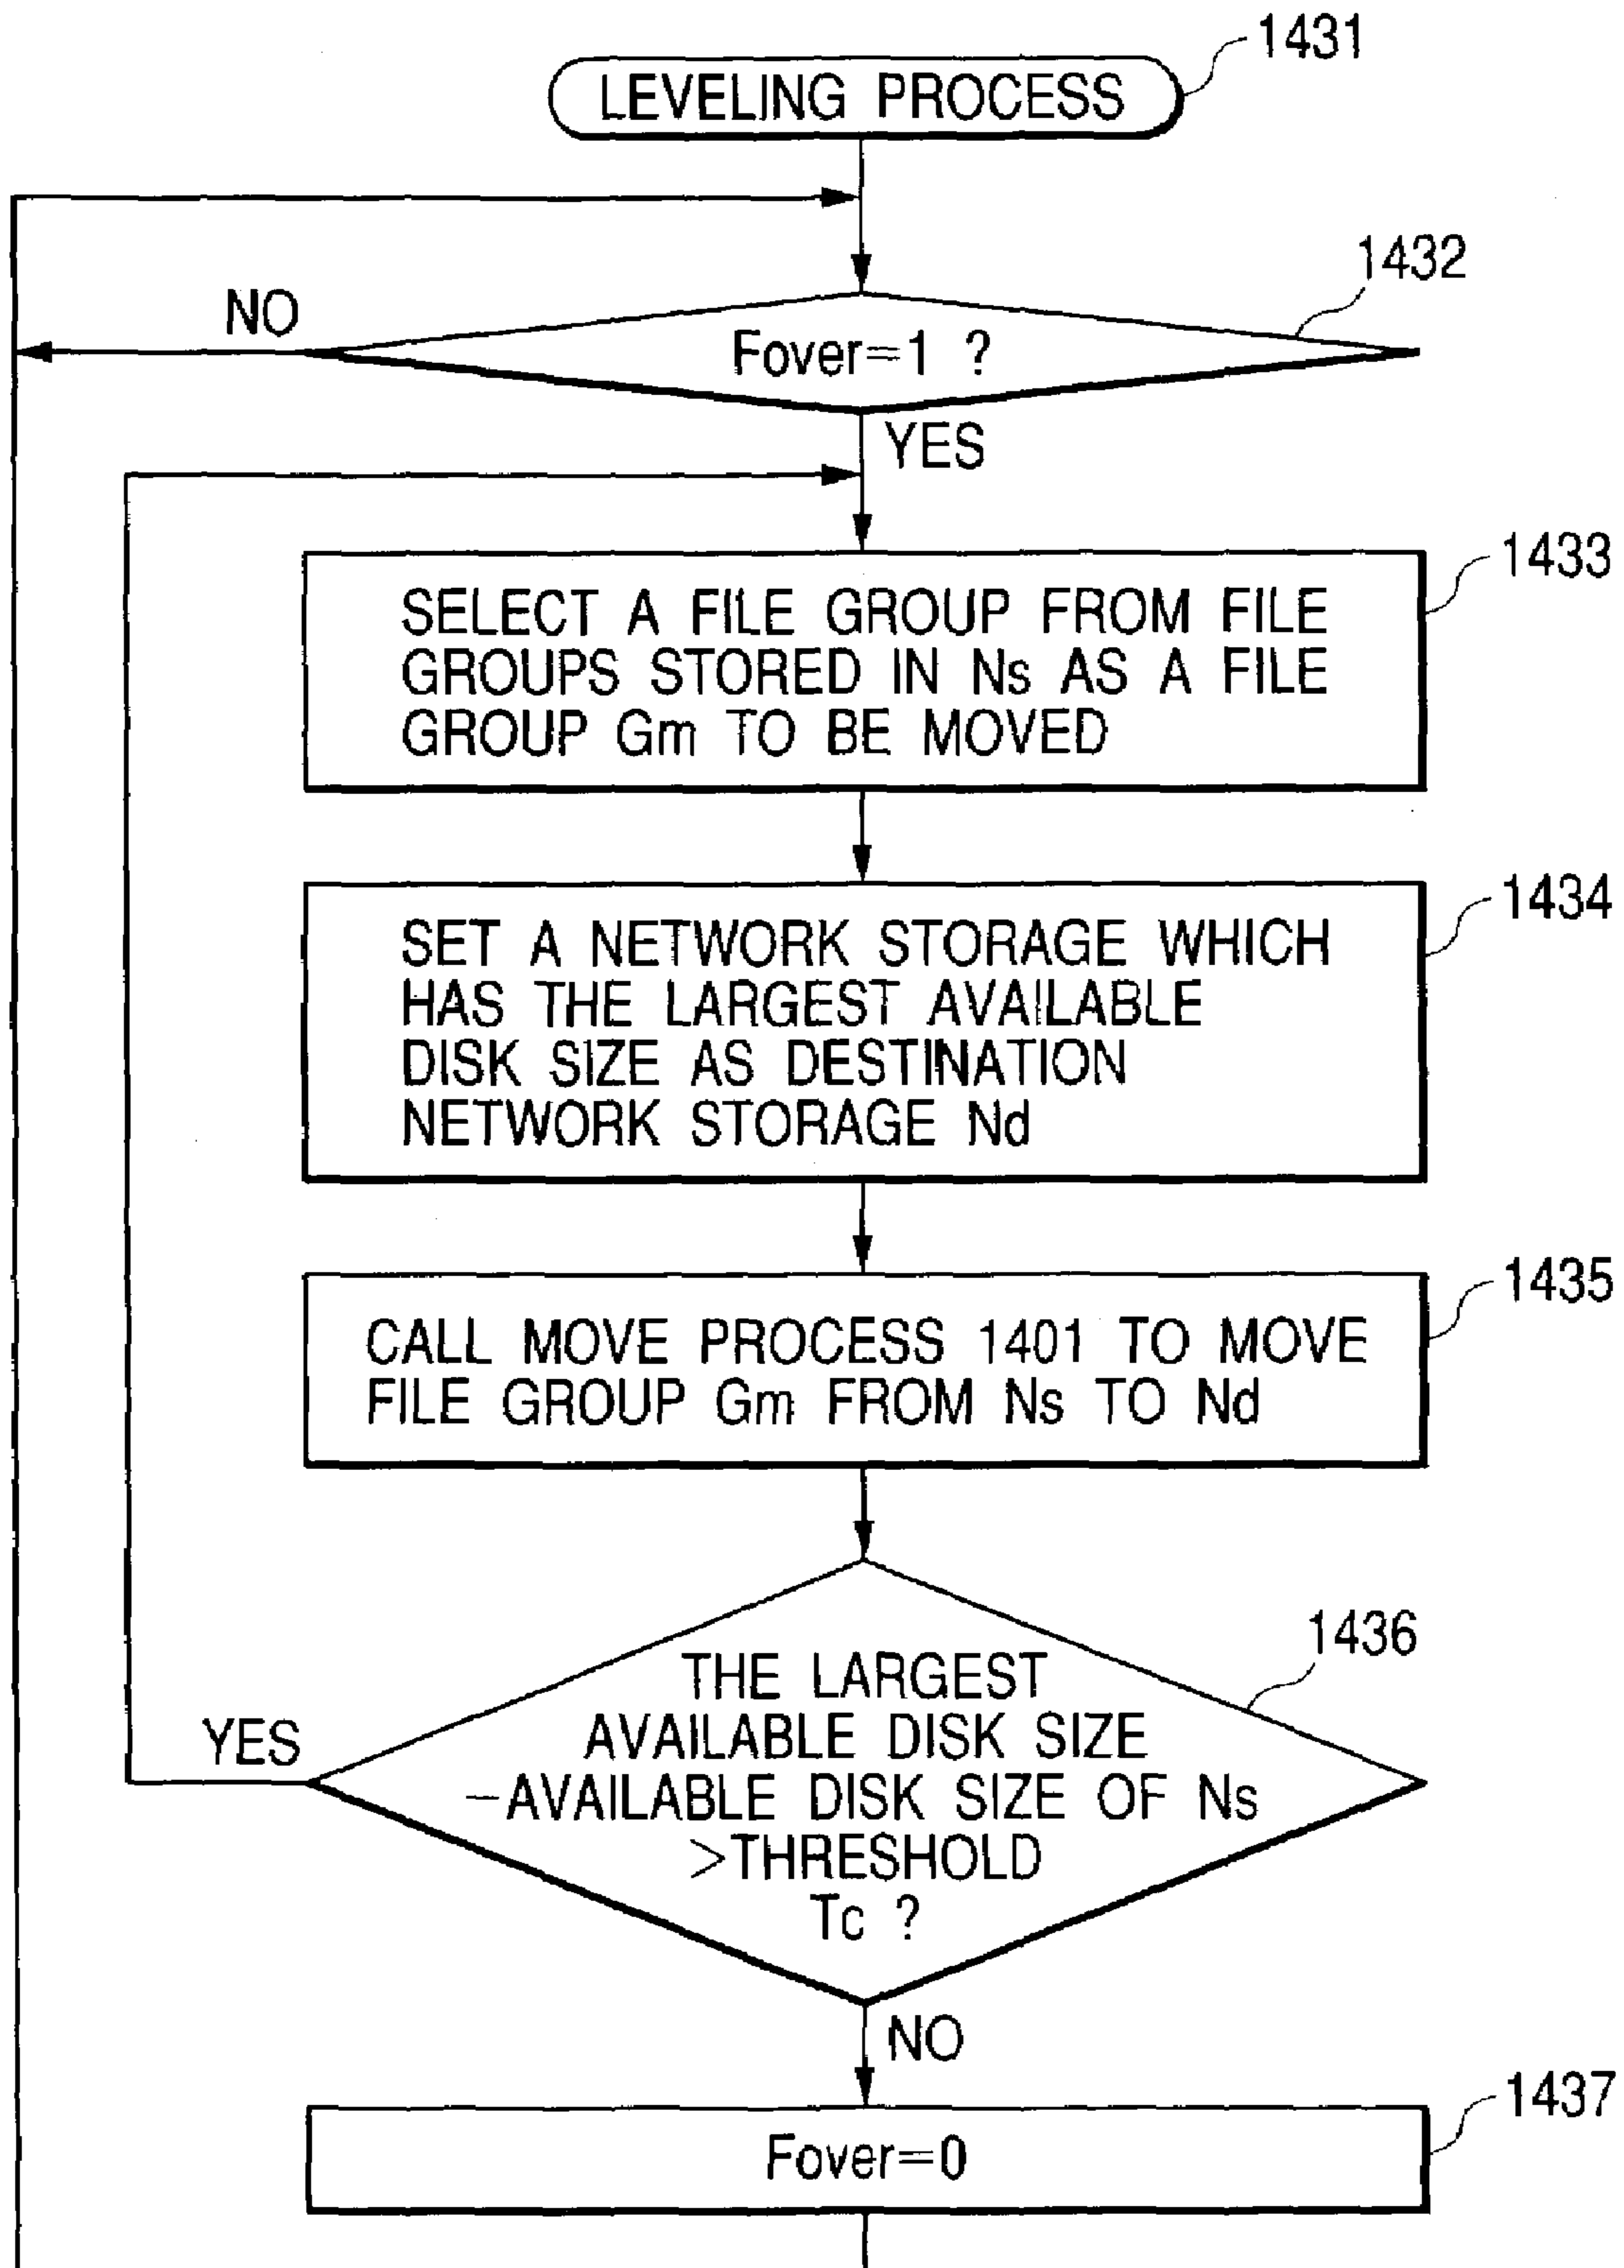 1431
LEVELING PROCESS
1432
NO
Fover=1 ?
YES
1433
SELECT A FILE GROUP FROM FILE
GROUPS STORED IN Ns AS A FILE
GROUP Gm TO BE MOVED
1434
SET A NETWORK STORAGE WHICH
HAS THE LARGEST AVAILABLE
DISK SIZE AS DESTINATION
NETWORK STORAGE Nd
1435
CALL MOVE PROCESS 1401 TO MOVE
FILE GROUP Gm FROM Ns TO Nd
1436
THE LARGEST
AVAILABLE DISK SIZE
-AVAILABLE DISK SIZE OF Ns
>THRESHOLD
Tc ?
YES
NO
1437
Fover=0